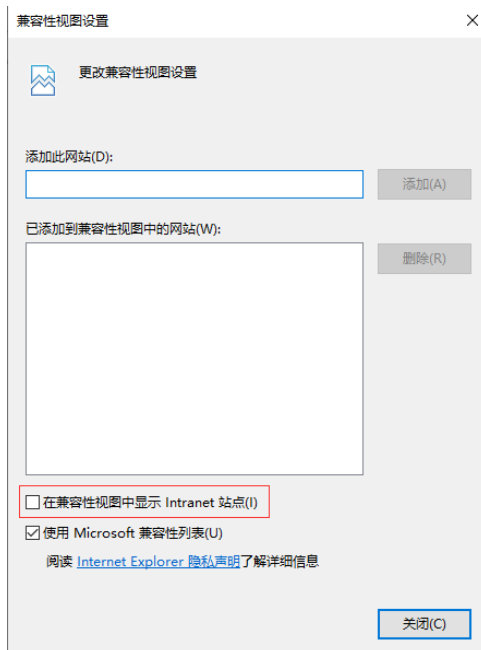 兼容性视图设置
更改兼容性视图设置
添加此网站(D):
添加(A)
已添加到兼容性视图中的网站(W):
删除(R)
在兼容性视图中显示 Intranet 站点(I)
使用 Microsoft 兼容性列表(U)
阅读 Internet Explorer 隐私声明了解详细信息
关闭(C)